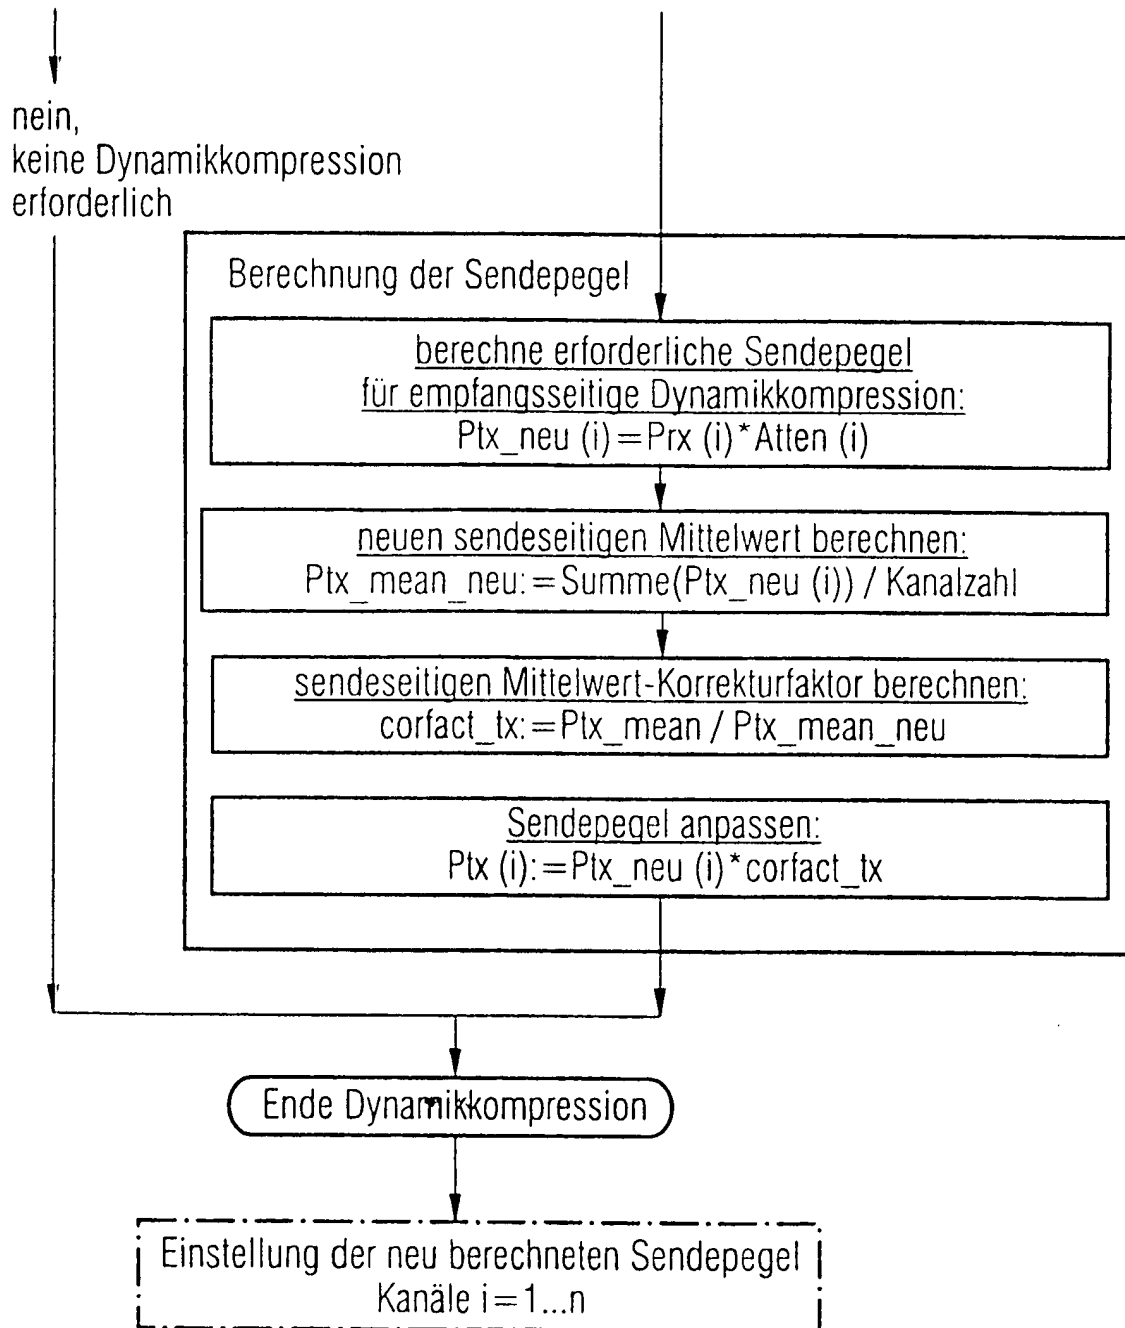 nein,
keine Dynamikkompression
erforderlich
Berechnung der Sendepegel
berechne erforderliche Sendepegel
für empfangsseitige Dynamikkompression:
Ptx_neu (i)=Prx (i)*Atten (i)
neuen sendeseitigen Mittelwert berechnen:
Ptx_mean_neu:=Summe(Ptx_neu (i)) / Kanalzahl
sendeseitigen Mittelwert-Korrekturfaktor berechnen:
corfact_tx:=Ptx_mean / Ptx_mean_neu
Sendepegel anpassen:
Ptx (i):=Ptx_neu (i)*corfact_tx
Ende Dynamikkompression
Einstellung der neu berechneten Sendepegel
Kanäle i=1...n